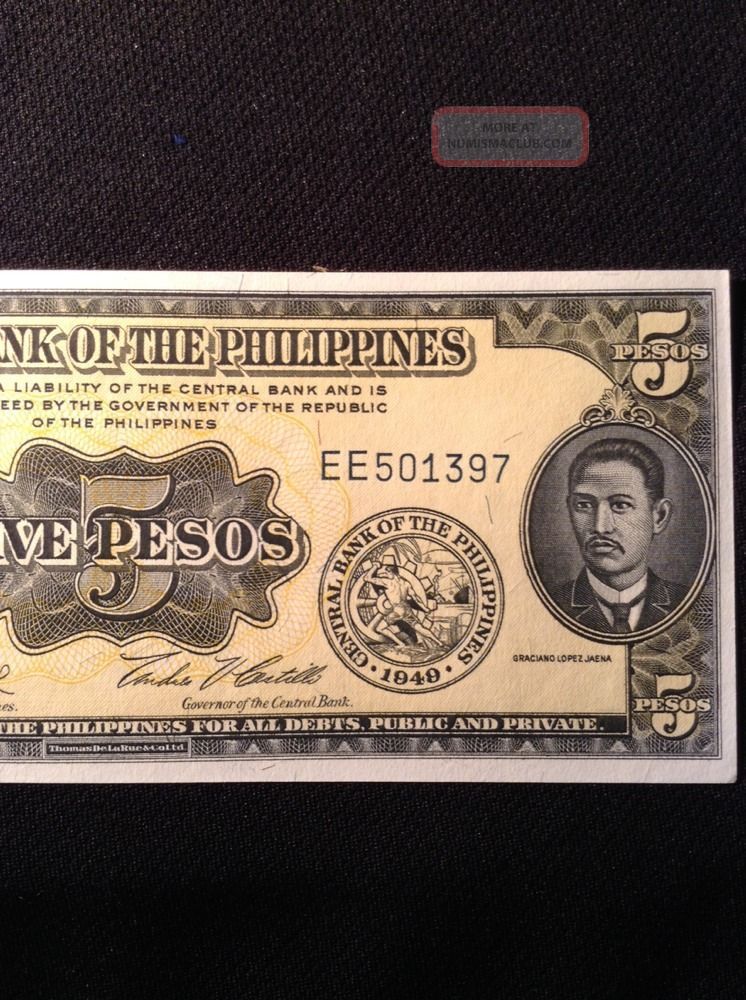 MORE AT
NUMISMACLUB.COM
NK OF THE PHILIPPINES
5
PESOS
A LIABILITY OF THE CENTRAL BANK AND IS
EED BY THE GOVERNMENT OF THE REPUBLIC
OF THE PHILIPPINES
EE501397
5
VE PESOS
CENTRAL BANK OF THE PHILIPPINES
· 1949 ·
GRACIANO LOPEZ JAENA
es.
Governor of the Central Bank.
5
PESOS
THE PHILIPPINES FOR ALL DEBTS, PUBLIC AND PRIVATE.
Thomas De La Rue & Co Ltd